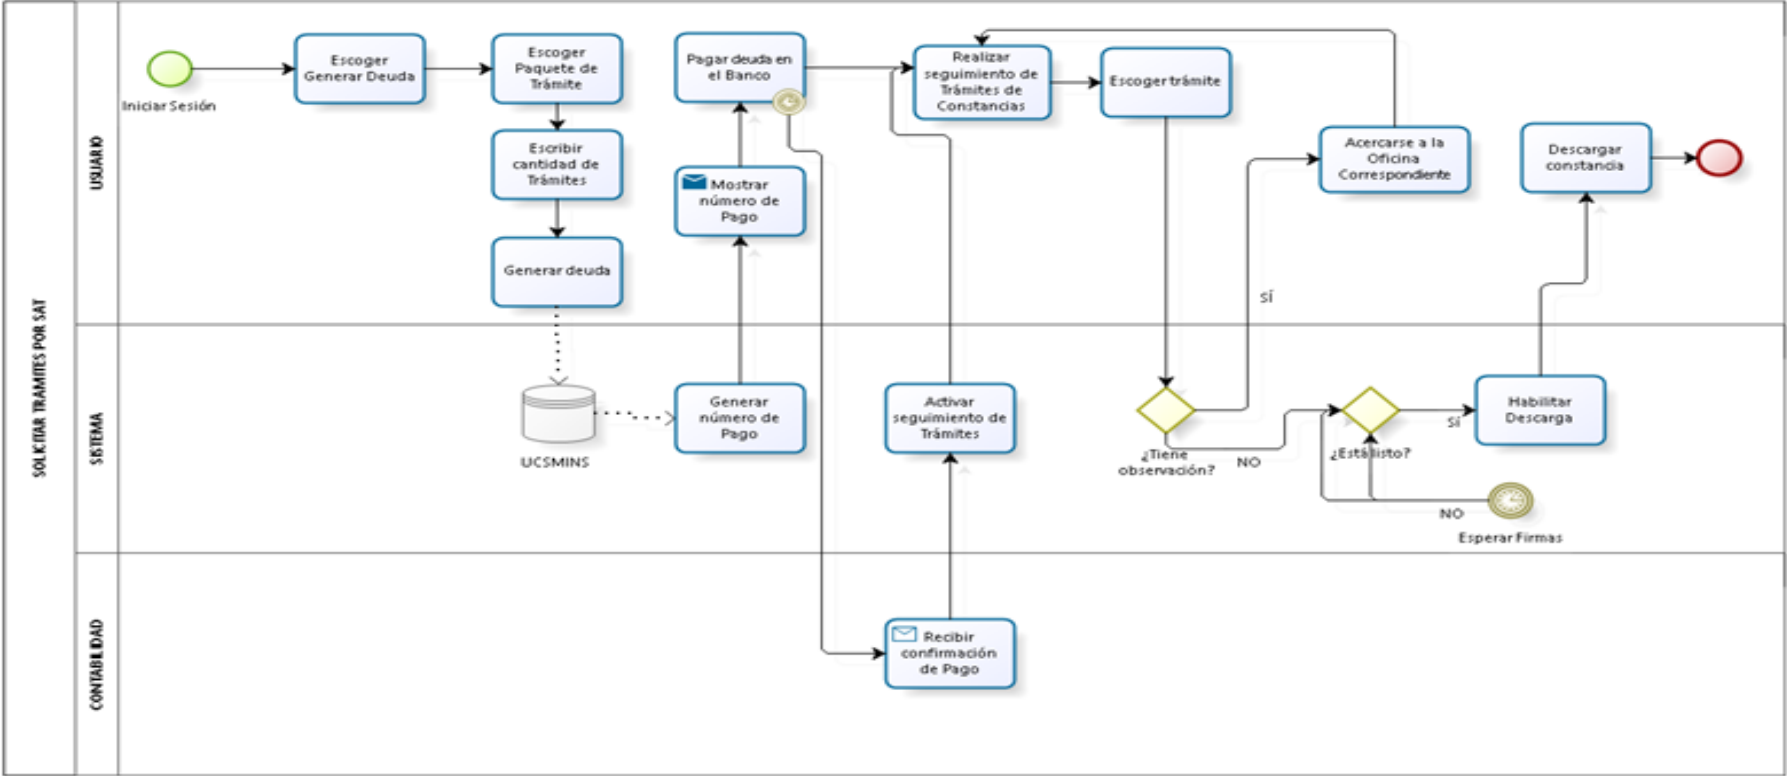 SOLICITAR TRAMITES POR SAT
USUARIO
Iniciar Sesión
Escoger
Generar Deuda
Escoger
Paquete de
Trámite
Escribir
cantidad de
Trámites
Generar deuda
Pagar deuda en
el Banco
Mostrar
número de
Pago
Realizar
seguimiento de
Trámites de
Constancias
Escoger trámite
Acercarse a la
Oficina
Correspondiente
Descargar
constancia
SÍ
SISTEMA
UCSMINS
Generar
número de
Pago
Activar
seguimiento de
Trámites
¿Tiene
observación?
NO
¿Está listo?
SÍ
Habilitar
Descarga
NO
Esperar Firmas
CONTABILIDAD
Recibir
confirmación
de Pago